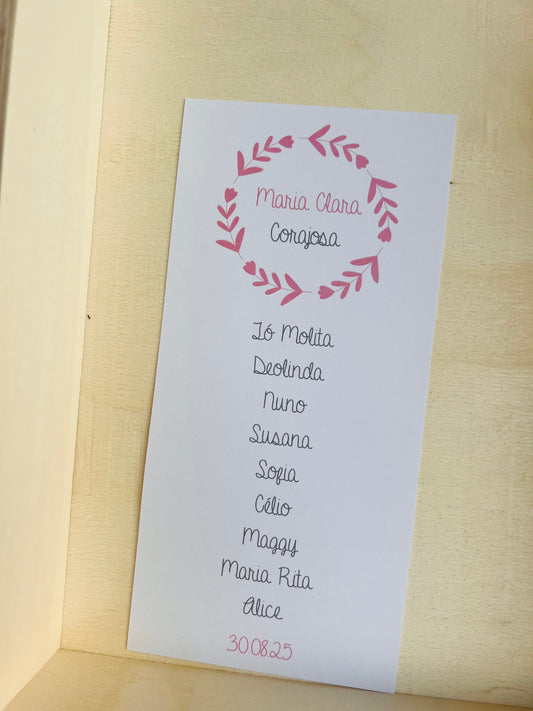 Maria Clara
Corajosa
Tó Molita
Deolinda
Nuno
Susana
Sofia
Célio
Maggy
Maria Rita
Alice
30.08.25